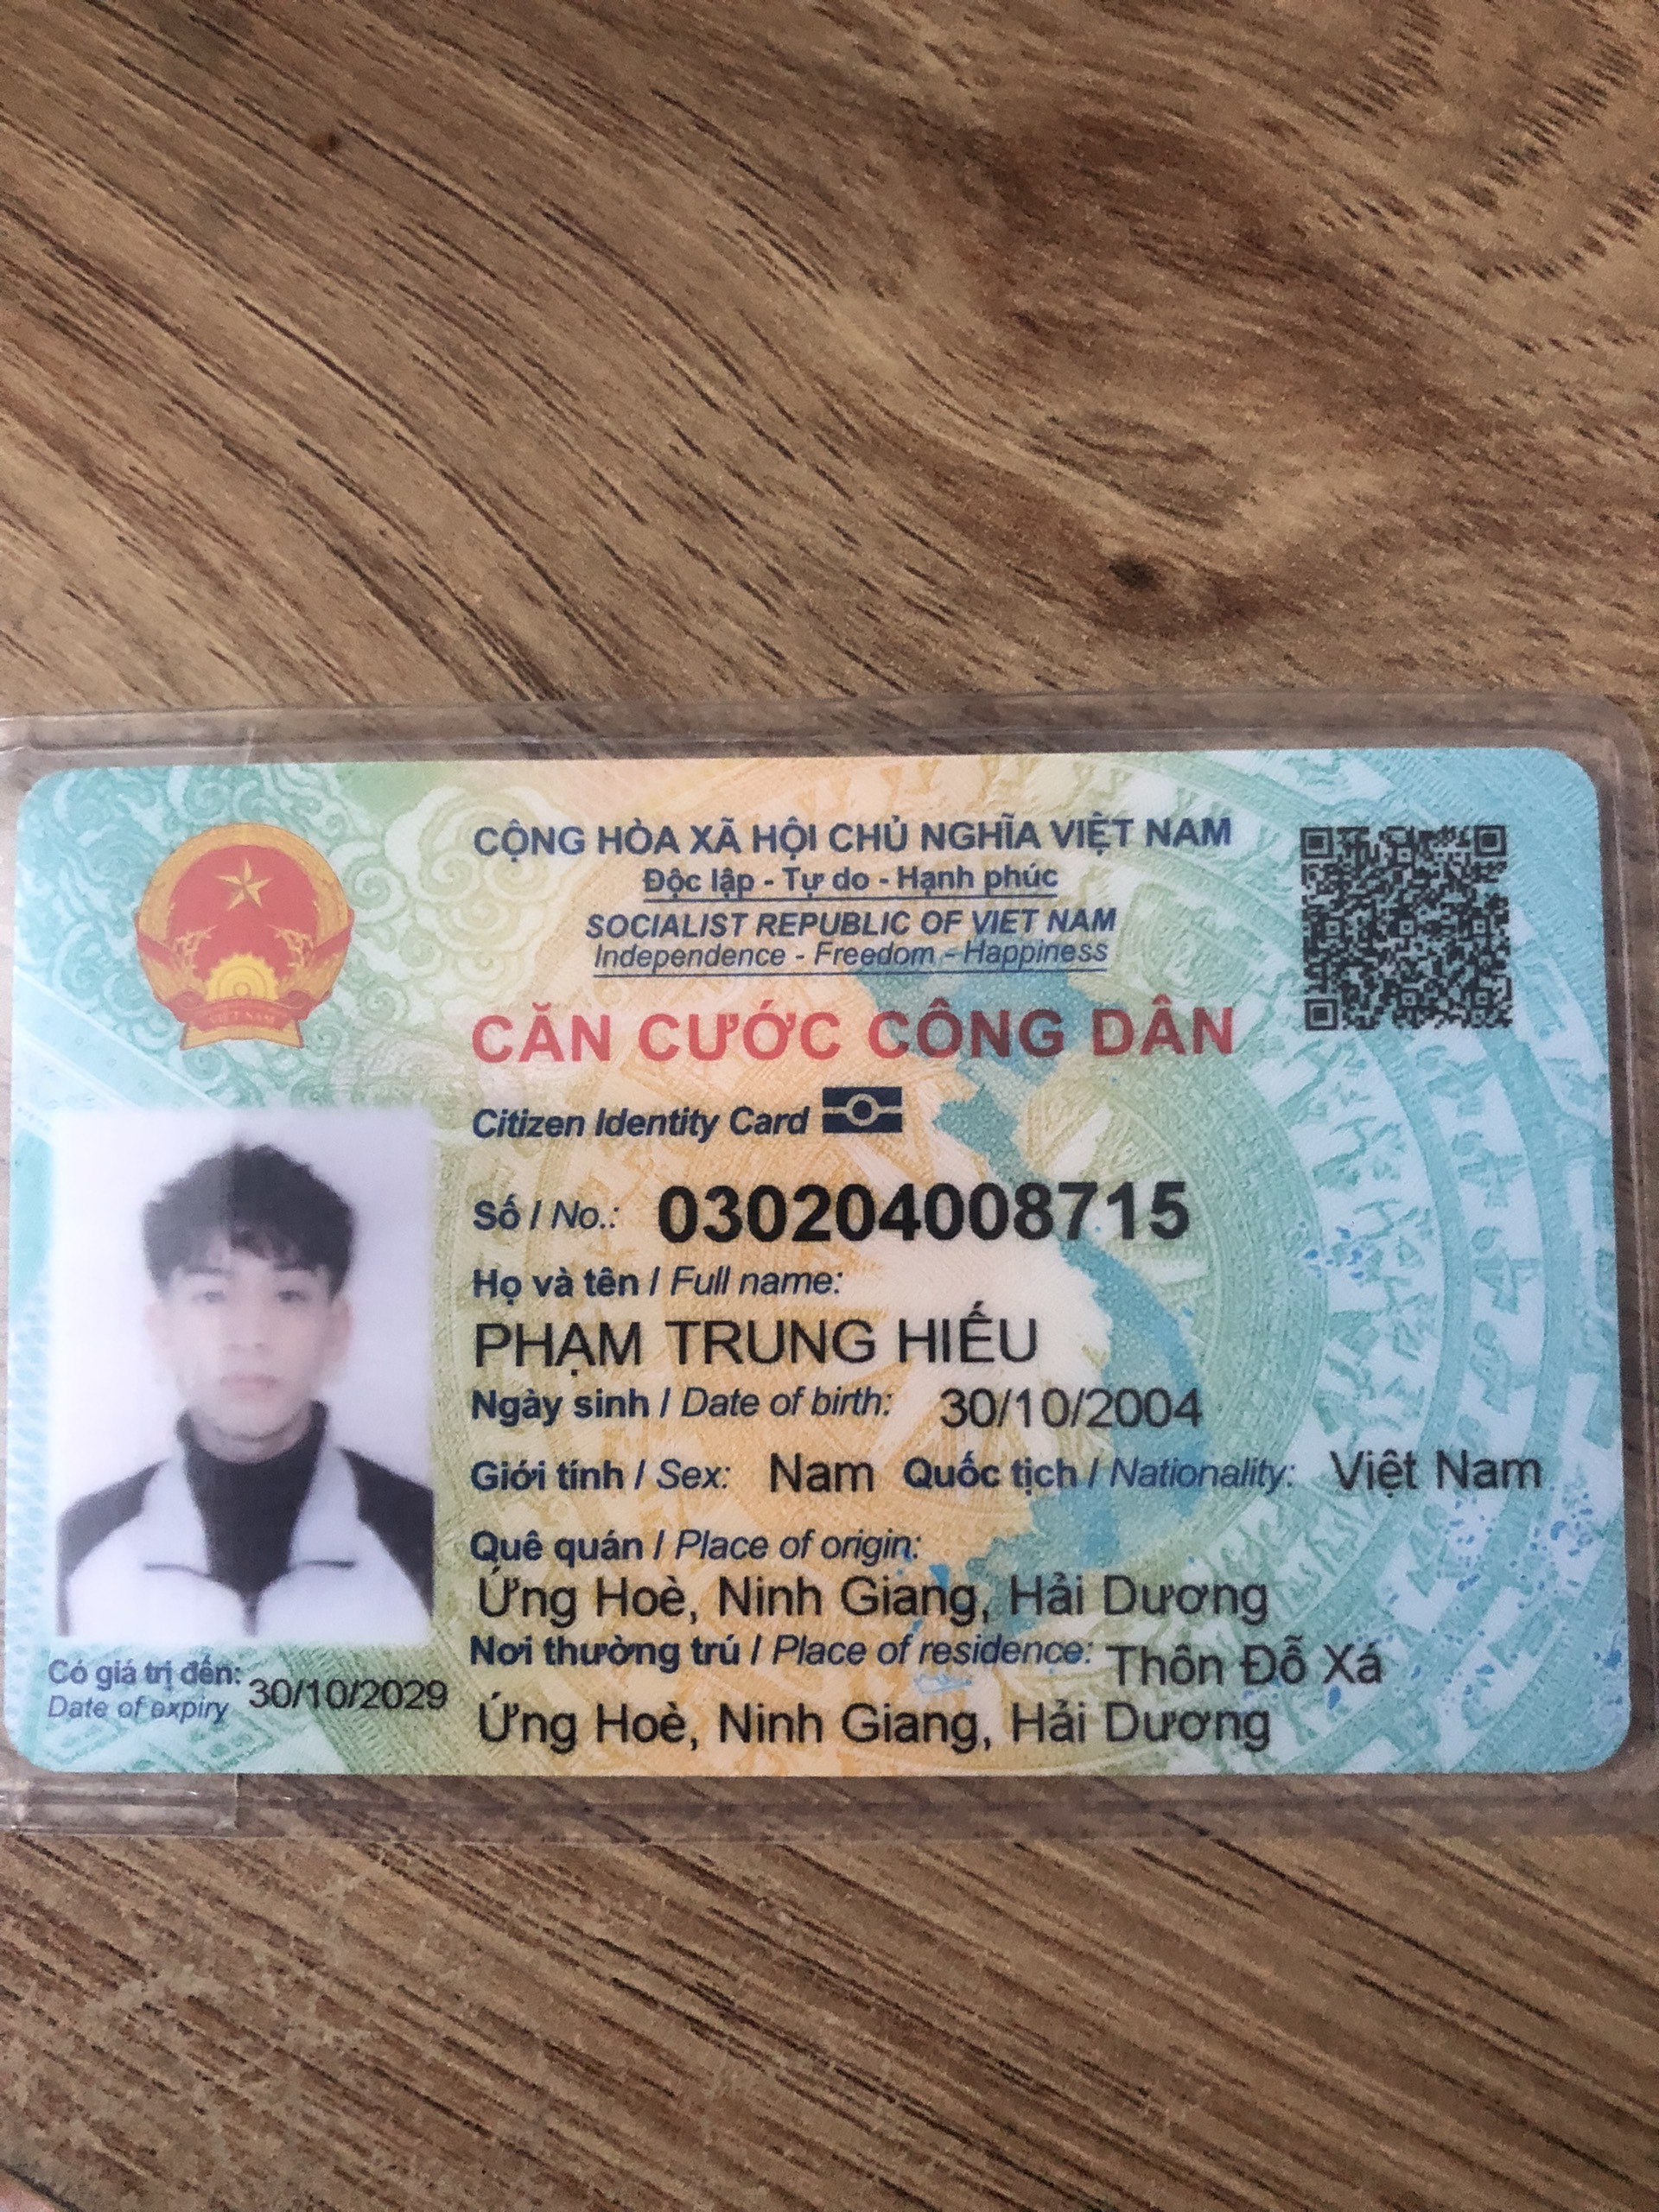 CỘNG HÒA XÃ HỘI CHỦ NGHĨA VIỆT NAM
Độc lập - Tự do - Hạnh phúc
SOCIALIST REPUBLIC OF VIET NAM
Independence - Freedom - Happiness
CĂN CƯỚC CÔNG DÂN
Citizen Identity Card
Số / No.: 030204008715
Họ và tên / Full name:
PHẠM TRUNG HIẾU
Ngày sinh / Date of birth: 30/10/2004
Giới tính / Sex: Nam Quốc tịch / Nationality: Việt Nam
Quê quán / Place of origin:
Ứng Hoè, Ninh Giang, Hải Dương
Nơi thường trú / Place of residence: Thôn Đỗ Xá
Ứng Hoè, Ninh Giang, Hải Dương
Có giá trị đến: 30/10/2029
Date of expiry
VIỆT NAM